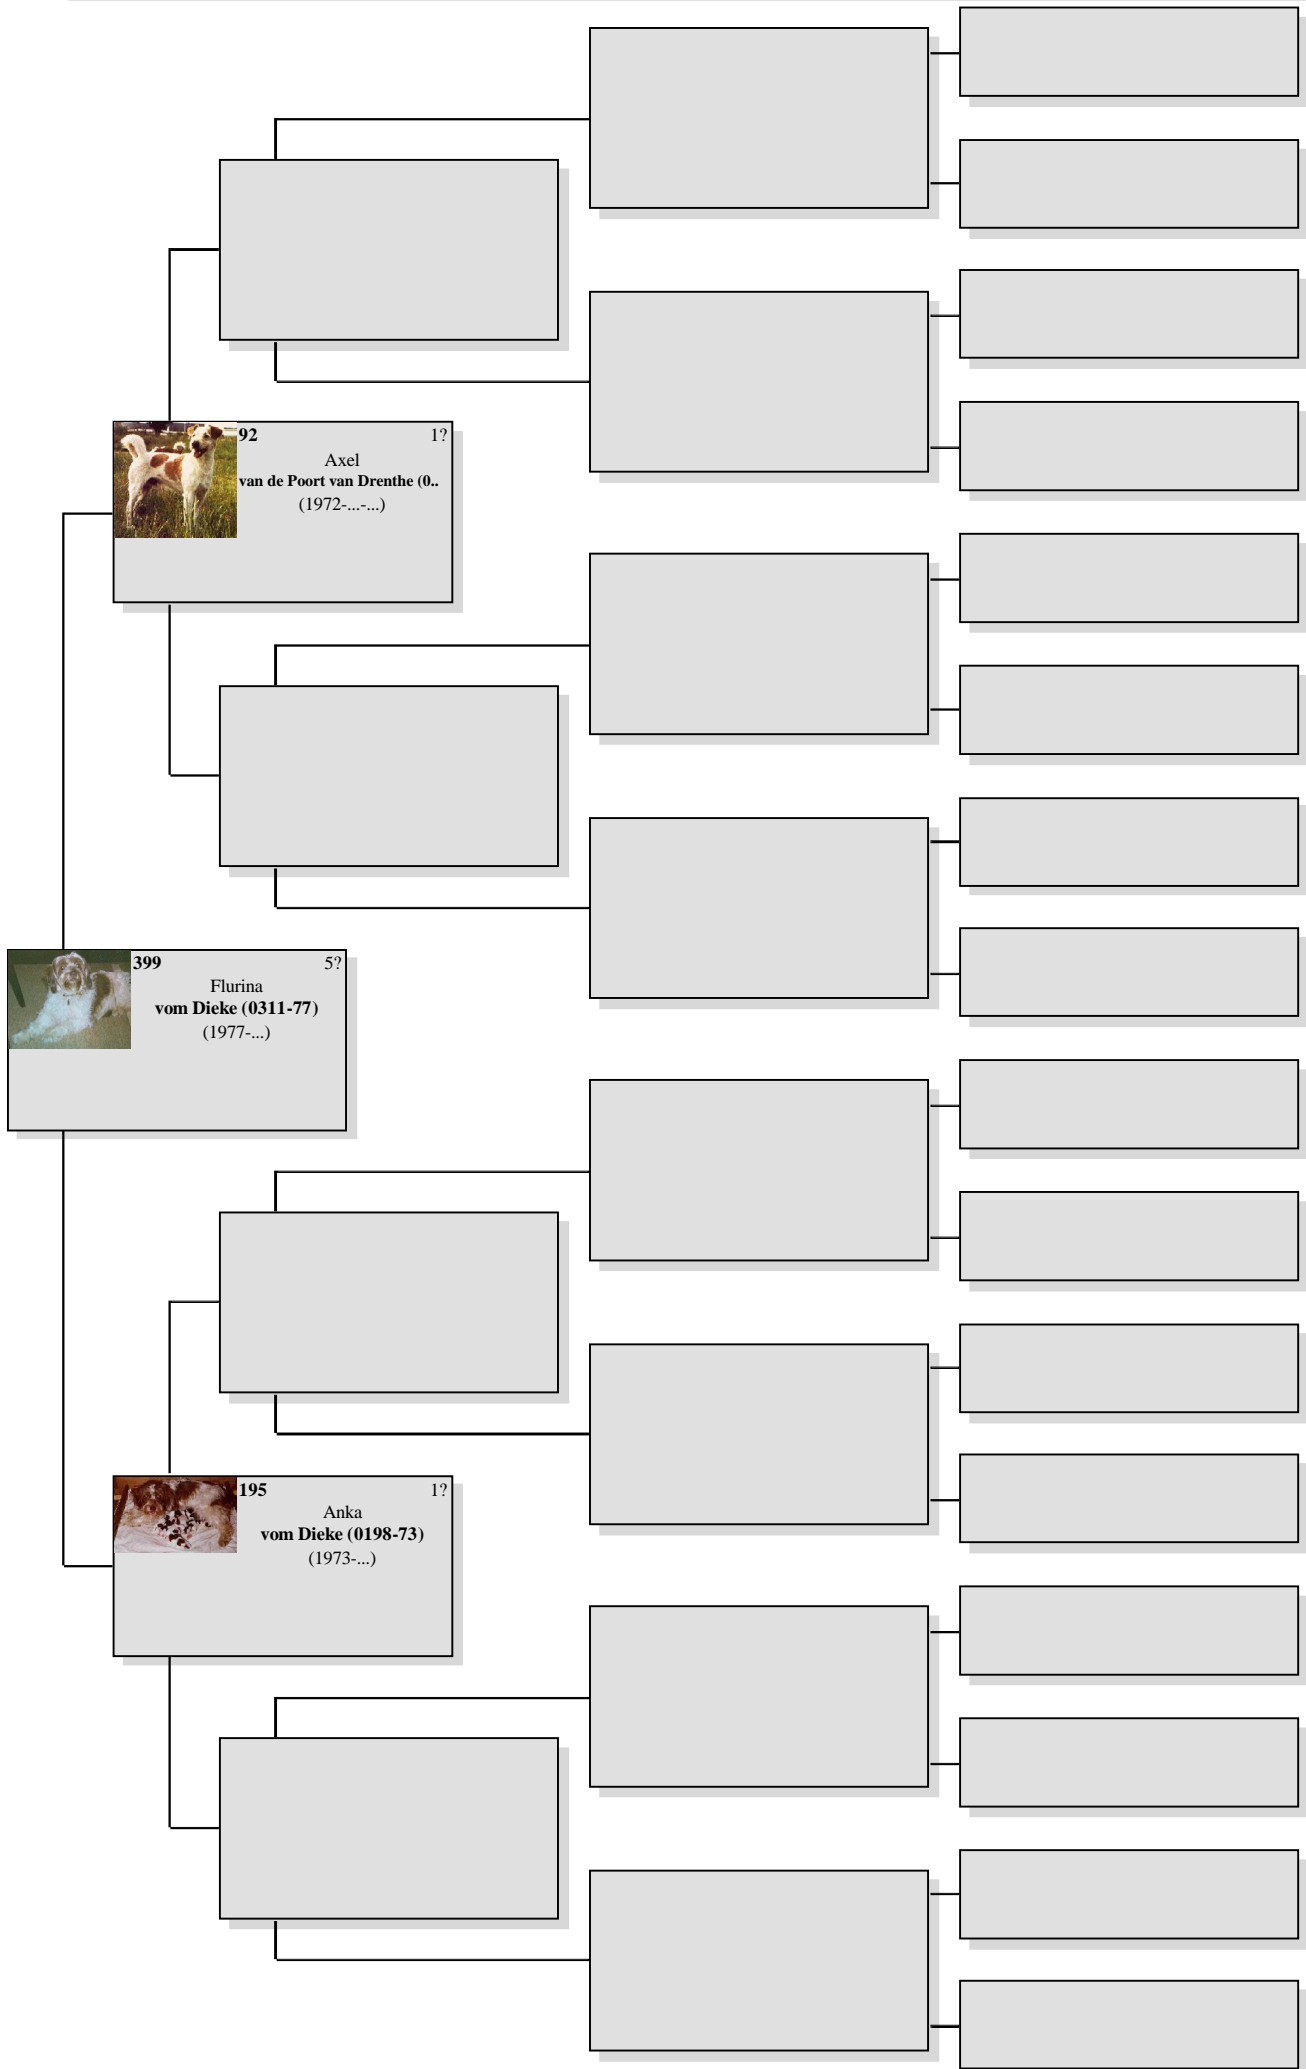 92 1?
Axel
van de Poort van Drenthe (0..
(1972-...-...)
399 5?
Flurina
vom Dieke (0311-77)
(1977-...)
195 1?
Anka
vom Dieke (0198-73)
(1973-...)